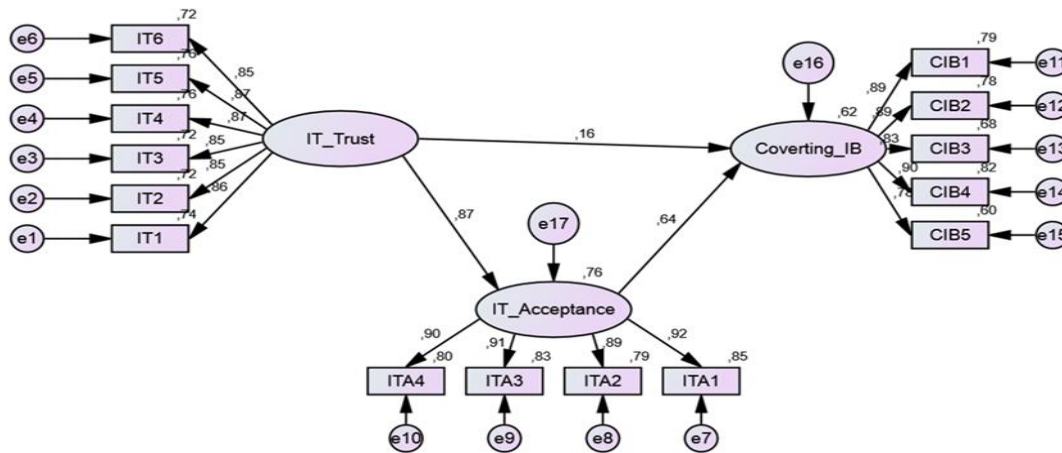 ,72
e6
IT6
,76
e5
IT5
,76
e4
IT4
,72
e3
IT3
,72
e2
IT2
,74
e1
IT1
,85
,87
,87
,85
,85
,86
IT_Trust
,16
,87
e17
,76
IT_Acceptance
,64
e16
,62
Coverting_IB
,89
,89
,83
,90
,78
,79
CIB1
e11
,78
CIB2
e12
,68
CIB3
e13
,82
CIB4
e14
,60
CIB5
e15
,90
,91
,89
,92
,80
ITA4
,83
ITA3
,79
ITA2
,85
ITA1
e10
e9
e8
e7